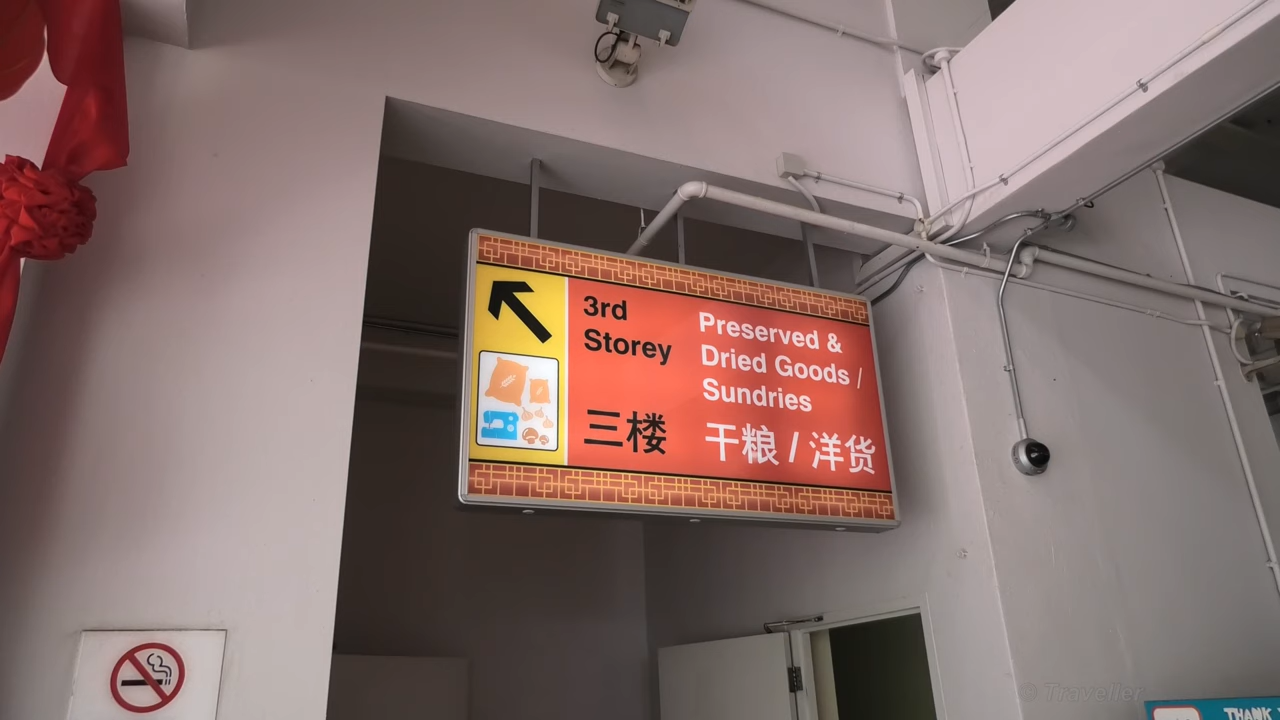 3rd
Storey
Preserved &
Dried Goods /
Sundries
三楼
干粮 / 洋货
© Traveller
THANK